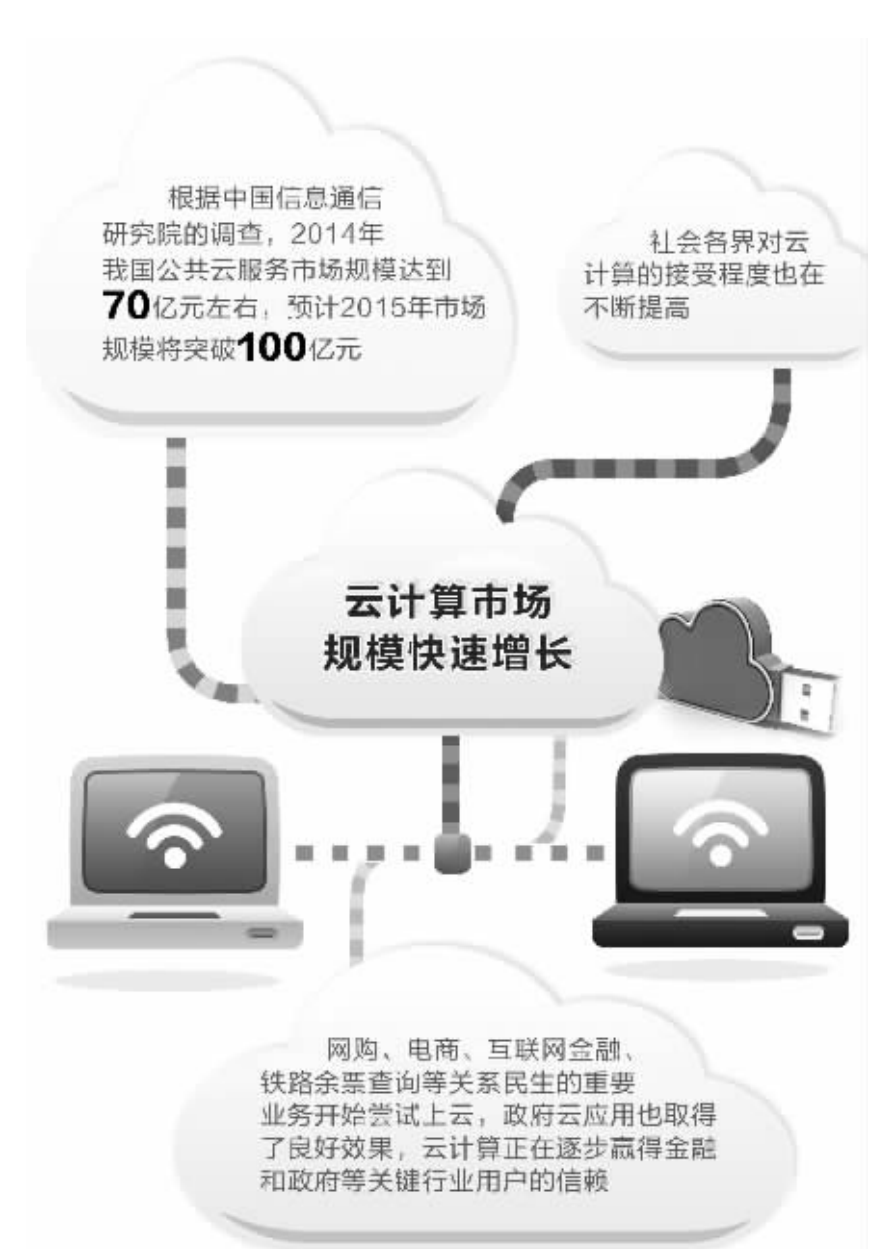 根据中国信息通信
研究院的调查，2014年
我国公共云服务市场规模达到
70亿元左右，预计2015年市场
规模将突破100亿元
社会各界对云
计算的接受程度也在
不断提高
云计算市场
规模快速增长
网购、电商、互联网金融、
铁路余票查询等关系民生的重要
业务开始尝试上云，政府云应用也取得
了良好效果，云计算正在逐步赢得金融
和政府等关键行业用户的信赖